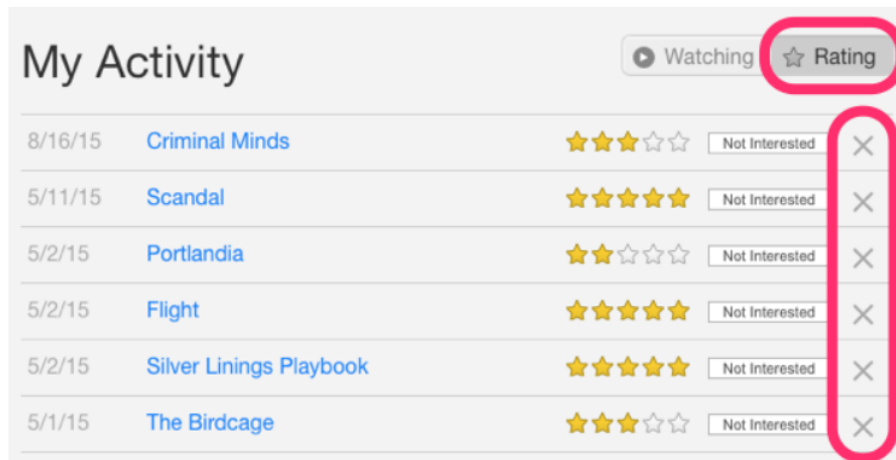 My Activity Watching Rating
8/16/15 Criminal Minds Not Interested
5/11/15 Scandal Not Interested
5/2/15 Portlandia Not Interested
5/2/15 Flight Not Interested
5/2/15 Silver Linings Playbook Not Interested
5/1/15 The Birdcage Not Interested